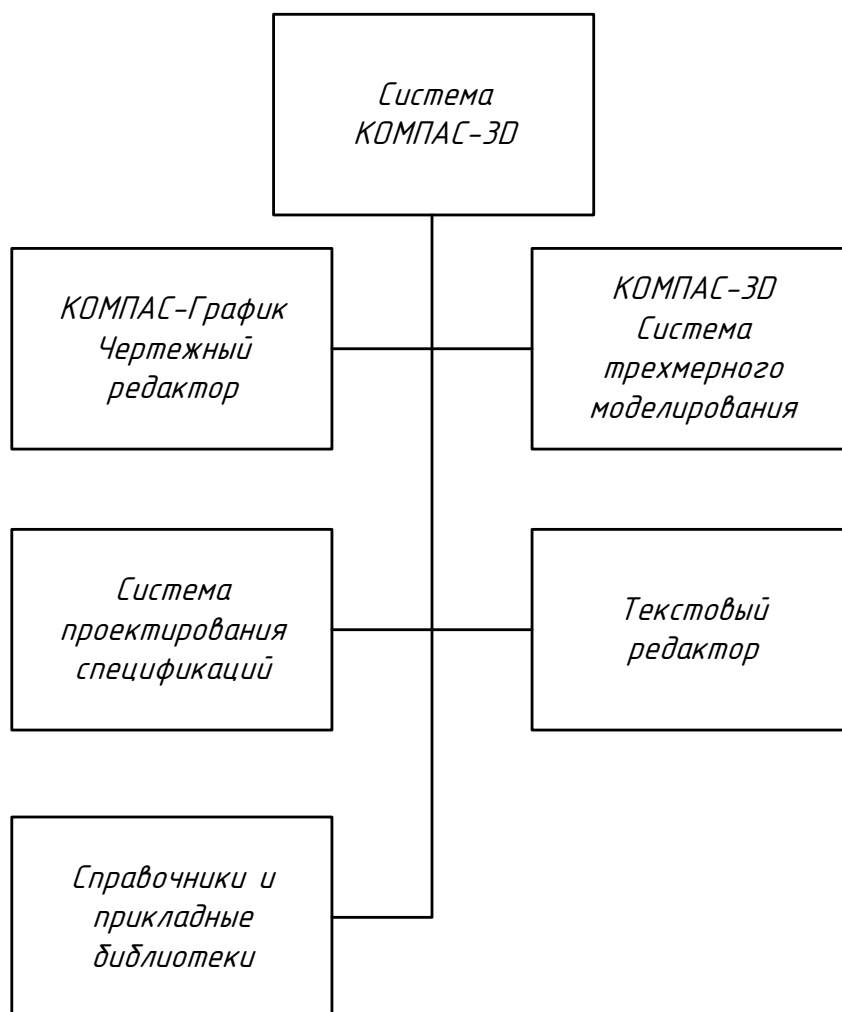 Система
КОМПАС-3D
КОМПАС-График
Чертежный
редактор
КОМПАС-3D
Система
трехмерного
моделирования
Система
проектирования
спецификаций
Текстовый
редактор
Справочники и
прикладные
библиотеки